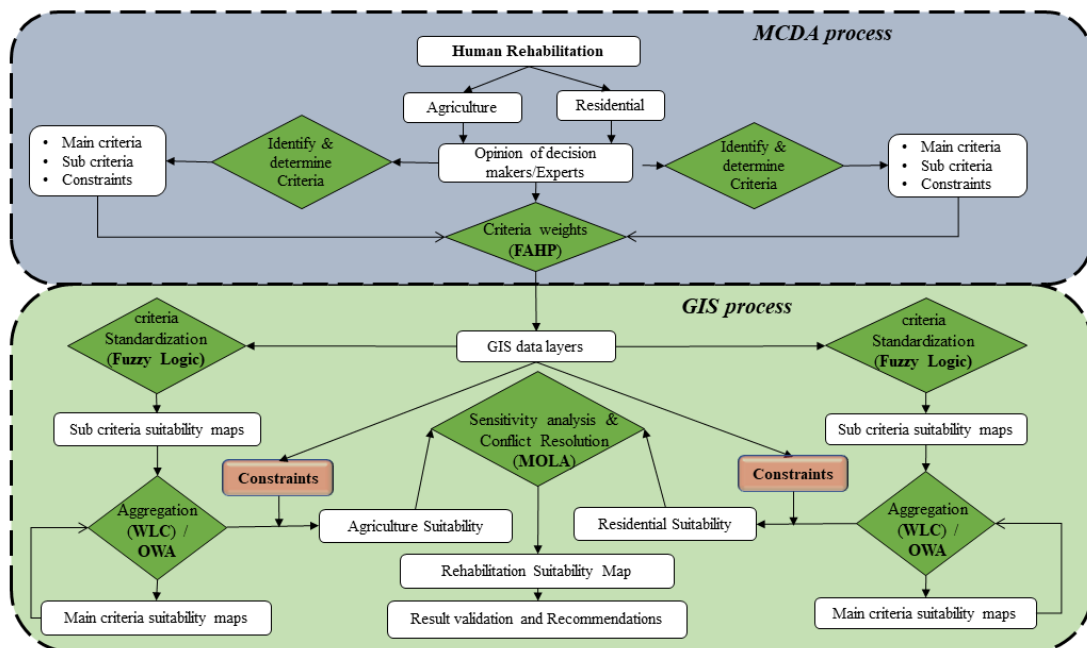 MCDA process
Human Rehabilitation
Agriculture
Residential
• Main criteria
• Sub criteria
• Constraints
Identify &
determine
Criteria
Opinion of decision
makers/Experts
Identify &
determine
Criteria
• Main criteria
• Sub criteria
• Constraints
Criteria weights
(FAHP)
GIS process
criteria
Standardization
(Fuzzy Logic)
GIS data layers
criteria
Standardization
(Fuzzy Logic)
Sub criteria suitability maps
Sensitivity analysis &
Conflict Resolution
(MOLA)
Sub criteria suitability maps
Constraints
Constraints
Aggregation
(WLC) /
OWA
Agriculture Suitability
Residential Suitability
Aggregation
(WLC) /
OWA
Rehabilitation Suitability Map
Main criteria suitability maps
Result validation and Recommendations
Main criteria suitability maps